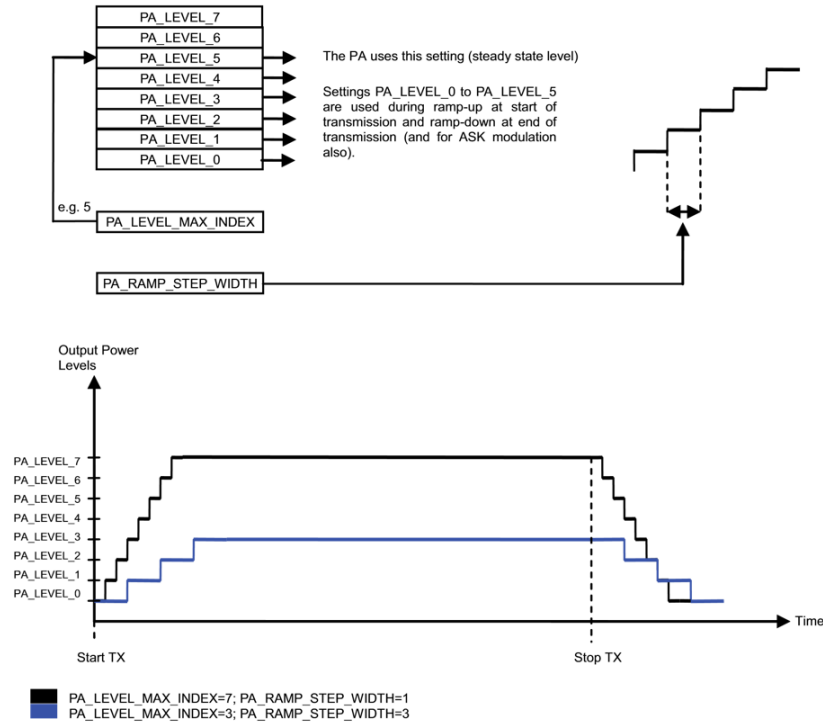 PA_LEVEL_7
PA_LEVEL_6
PA_LEVEL_5
PA_LEVEL_4
PA_LEVEL_3
PA_LEVEL_2
PA_LEVEL_1
PA_LEVEL_0
The PA uses this setting (steady state level)
Settings PA_LEVEL_0 to PA_LEVEL_5
are used during ramp-up at start of
transmission and ramp-down at end of
transmission (and for ASK modulation
also).
e.g. 5
PA_LEVEL_MAX_INDEX
PA_RAMP_STEP_WIDTH
Output Power
Levels
PA_LEVEL_7
PA_LEVEL_6
PA_LEVEL_5
PA_LEVEL_4
PA_LEVEL_3
PA_LEVEL_2
PA_LEVEL_1
PA_LEVEL_0
Time
Start TX
Stop TX
PA_LEVEL_MAX_INDEX=7; PA_RAMP_STEP_WIDTH=1
PA_LEVEL_MAX_INDEX=3; PA_RAMP_STEP_WIDTH=3